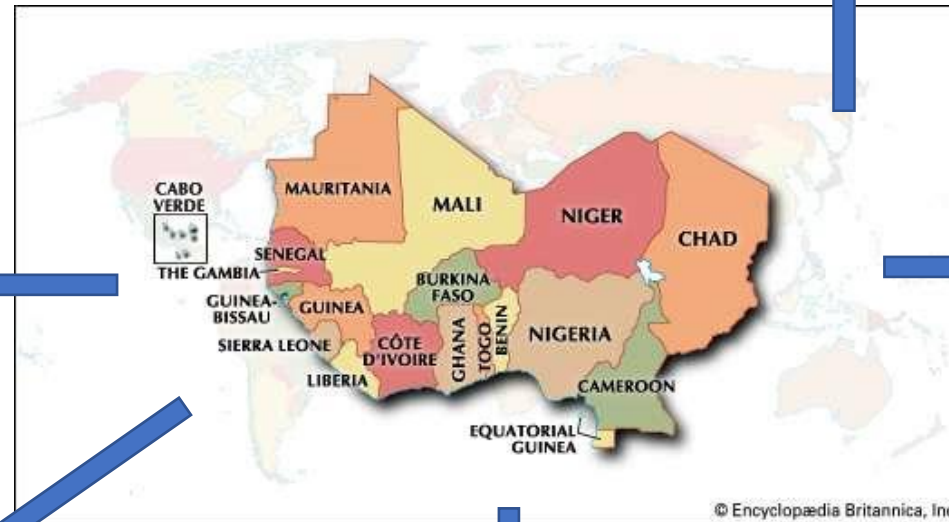 CABO
VERDE
MAURITANIA
MALI
NIGER
CHAD
SENEGAL
THE GAMBIA
GUINEA-
BISSAU
GUINEA
BURKINA
FASO
SIERRA LEONE
CÔTE
D'IVOIRE
GHANA
TOGO
BENIN
NIGERIA
LIBERIA
CAMEROON
EQUATORIAL
GUINEA
© Encyclopædia Britannica, In